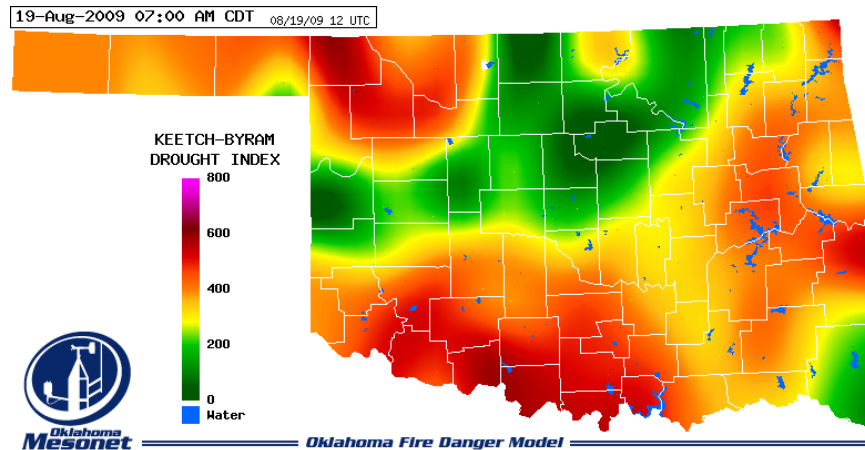 19-Aug-2009 07:00 AM CDT 08/19/09 12 UTC
KEETCH-BYRAM
DROUGHT INDEX
800
600
400
200
0
Water
Oklahoma
Mesonet
Oklahoma Fire Danger Model